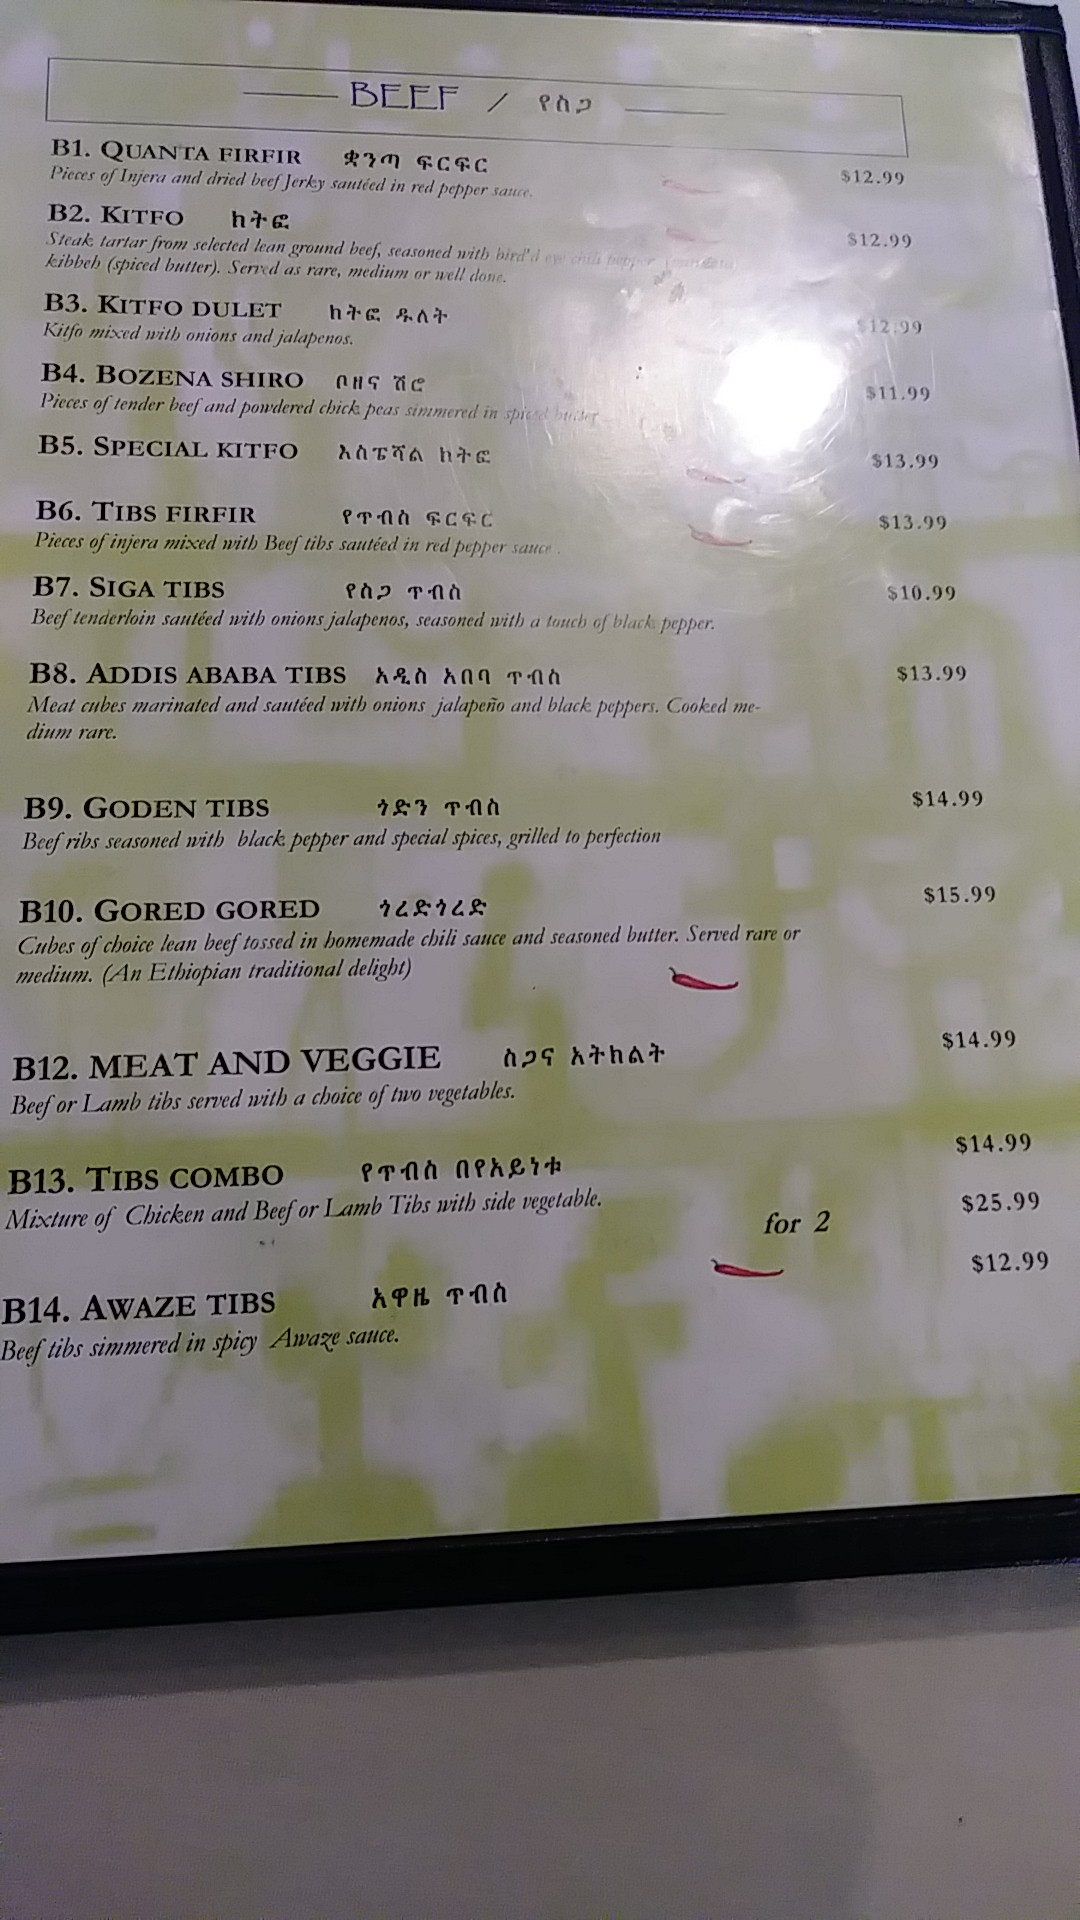 BEEF / የስጋ
B1. QUANTA FIRFIR ቋንጣ ፍርፍር $12.99
Pieces of Injera and dried beef Jerky sautéed in red pepper sauce.
B2. KITFO ክትፎ $12.99
Steak tartar from selected lean ground beef, seasoned with bird'd eye chili pepper
kibbeh (spiced butter). Served as rare, medium or well done.
B3. KITFO DULET ክትፎ ዱለት $12.99
Kitfo mixed with onions and jalapenos.
B4. BOZENA SHIRO ቦዘና ሽሮ $11.99
Pieces of tender beef and powdered chick peas simmered in spiced butter
B5. SPECIAL KITFO እስፔሻል ክትፎ $13.99
B6. TIBS FIRFIR የጥብስ ፍርፍር $13.99
Pieces of injera mixed with Beef tibs sautéed in red pepper sauce .
B7. SIGA TIBS የስጋ ጥብስ $10.99
Beef tenderloin sautéed with onions jalapenos, seasoned with a touch of black pepper.
B8. ADDIS ABABA TIBS አዲስ አበባ ጥብስ $13.99
Meat cubes marinated and sautéed with onions jalapeño and black peppers. Cooked me-
dium rare.
B9. GODEN TIBS ጎድን ጥብስ $14.99
Beef ribs seasoned with black pepper and special spices, grilled to perfection
B10. GORED GORED ጎረድጎረድ $15.99
Cubes of choice lean beef tossed in homemade chili sauce and seasoned butter. Served rare or
medium. (An Ethiopian traditional delight)
B12. MEAT AND VEGGIE ስጋና አትክልት $14.99
Beef or Lamb tibs served with a choice of two vegetables.
B13. TIBS COMBO የጥብስ በየአይነቱ $14.99
Mixture of Chicken and Beef or Lamb Tibs with side vegetable.
for 2 $25.99
B14. AWAZE TIBS አዋዜ ጥብስ $12.99
Beef tibs simmered in spicy Awaze sauce.